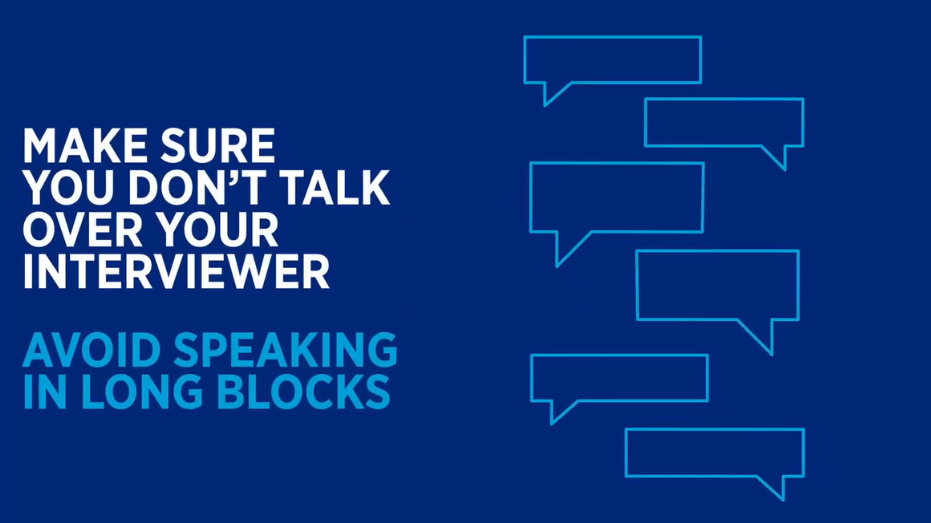 MAKE SURE
YOU DON’T TALK
OVER YOUR
INTERVIEWER
AVOID SPEAKING
IN LONG BLOCKS